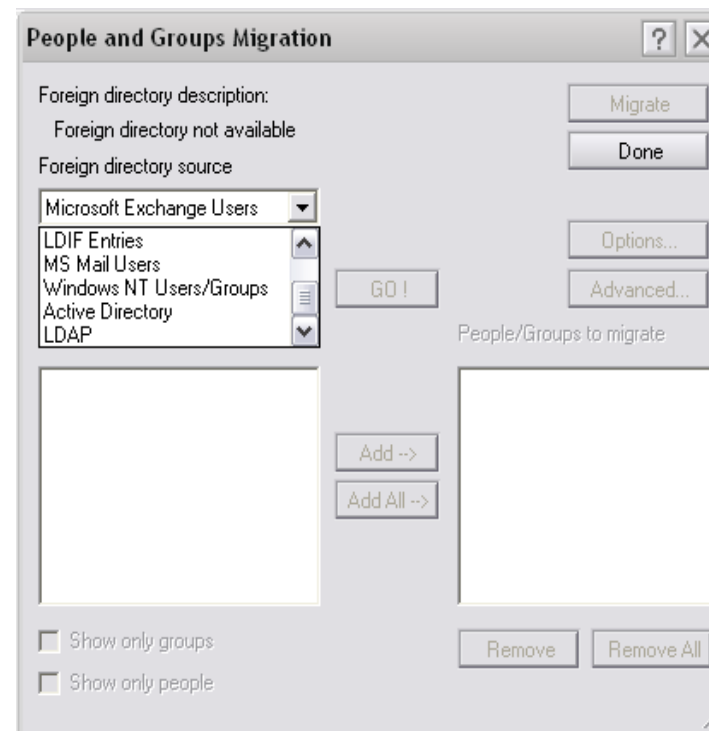 People and Groups Migration
?
Foreign directory description:
Foreign directory not available
Foreign directory source
Microsoft Exchange Users
LDIF Entries
MS Mail Users
Windows NT Users/Groups
Active Directory
LDAP
Migrate
Done
Options...
GO !
Advanced...
People/Groups to migrate
Add -->
Add All -->
Show only groups
Show only people
Remove
Remove All